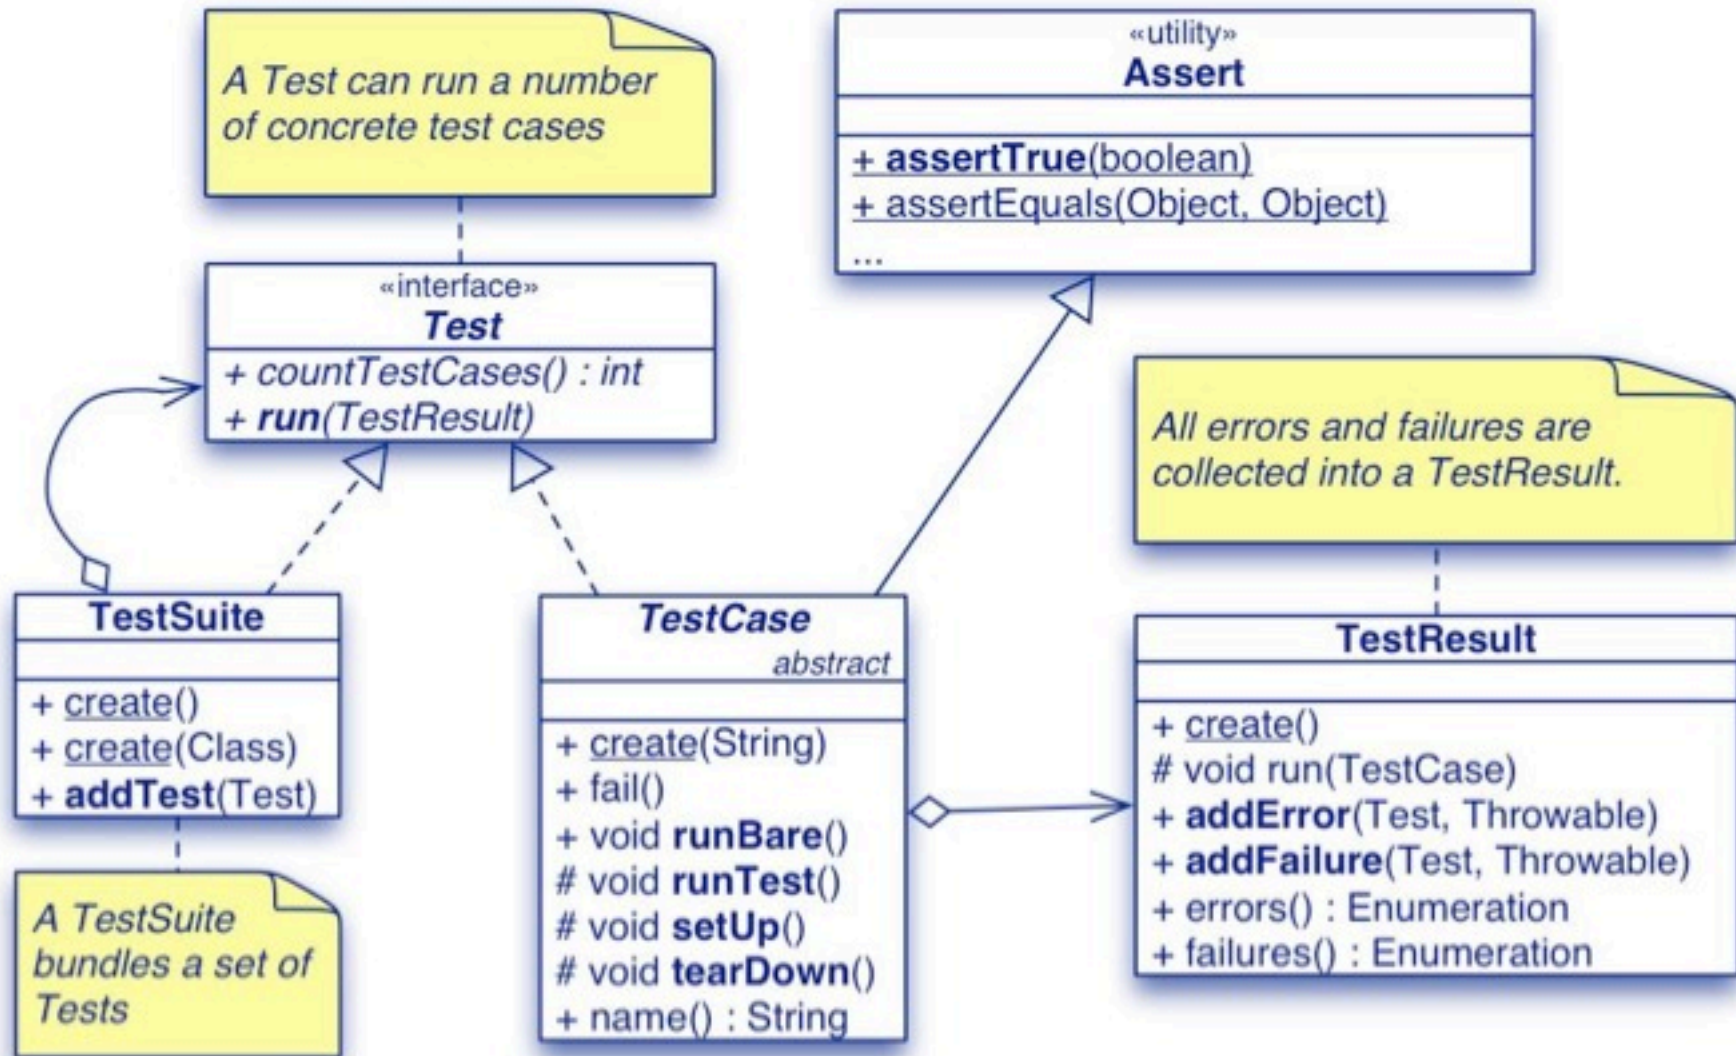 A Test can run a number
of concrete test cases
«utility»
Assert
+ assertTrue(boolean)
+ assertEquals(Object, Object)
...
«interface»
Test
+ countTestCases() : int
+ run(TestResult)
All errors and failures are
collected into a TestResult.
TestSuite
+ create()
+ create(Class)
+ addTest(Test)
A TestSuite
bundles a set of
Tests
TestCase
abstract
+ create(String)
+ fail()
+ void runBare()
# void runTest()
# void setUp()
# void tearDown()
+ name() : String
TestResult
+ create()
# void run(TestCase)
+ addError(Test, Throwable)
+ addFailure(Test, Throwable)
+ errors() : Enumeration
+ failures() : Enumeration